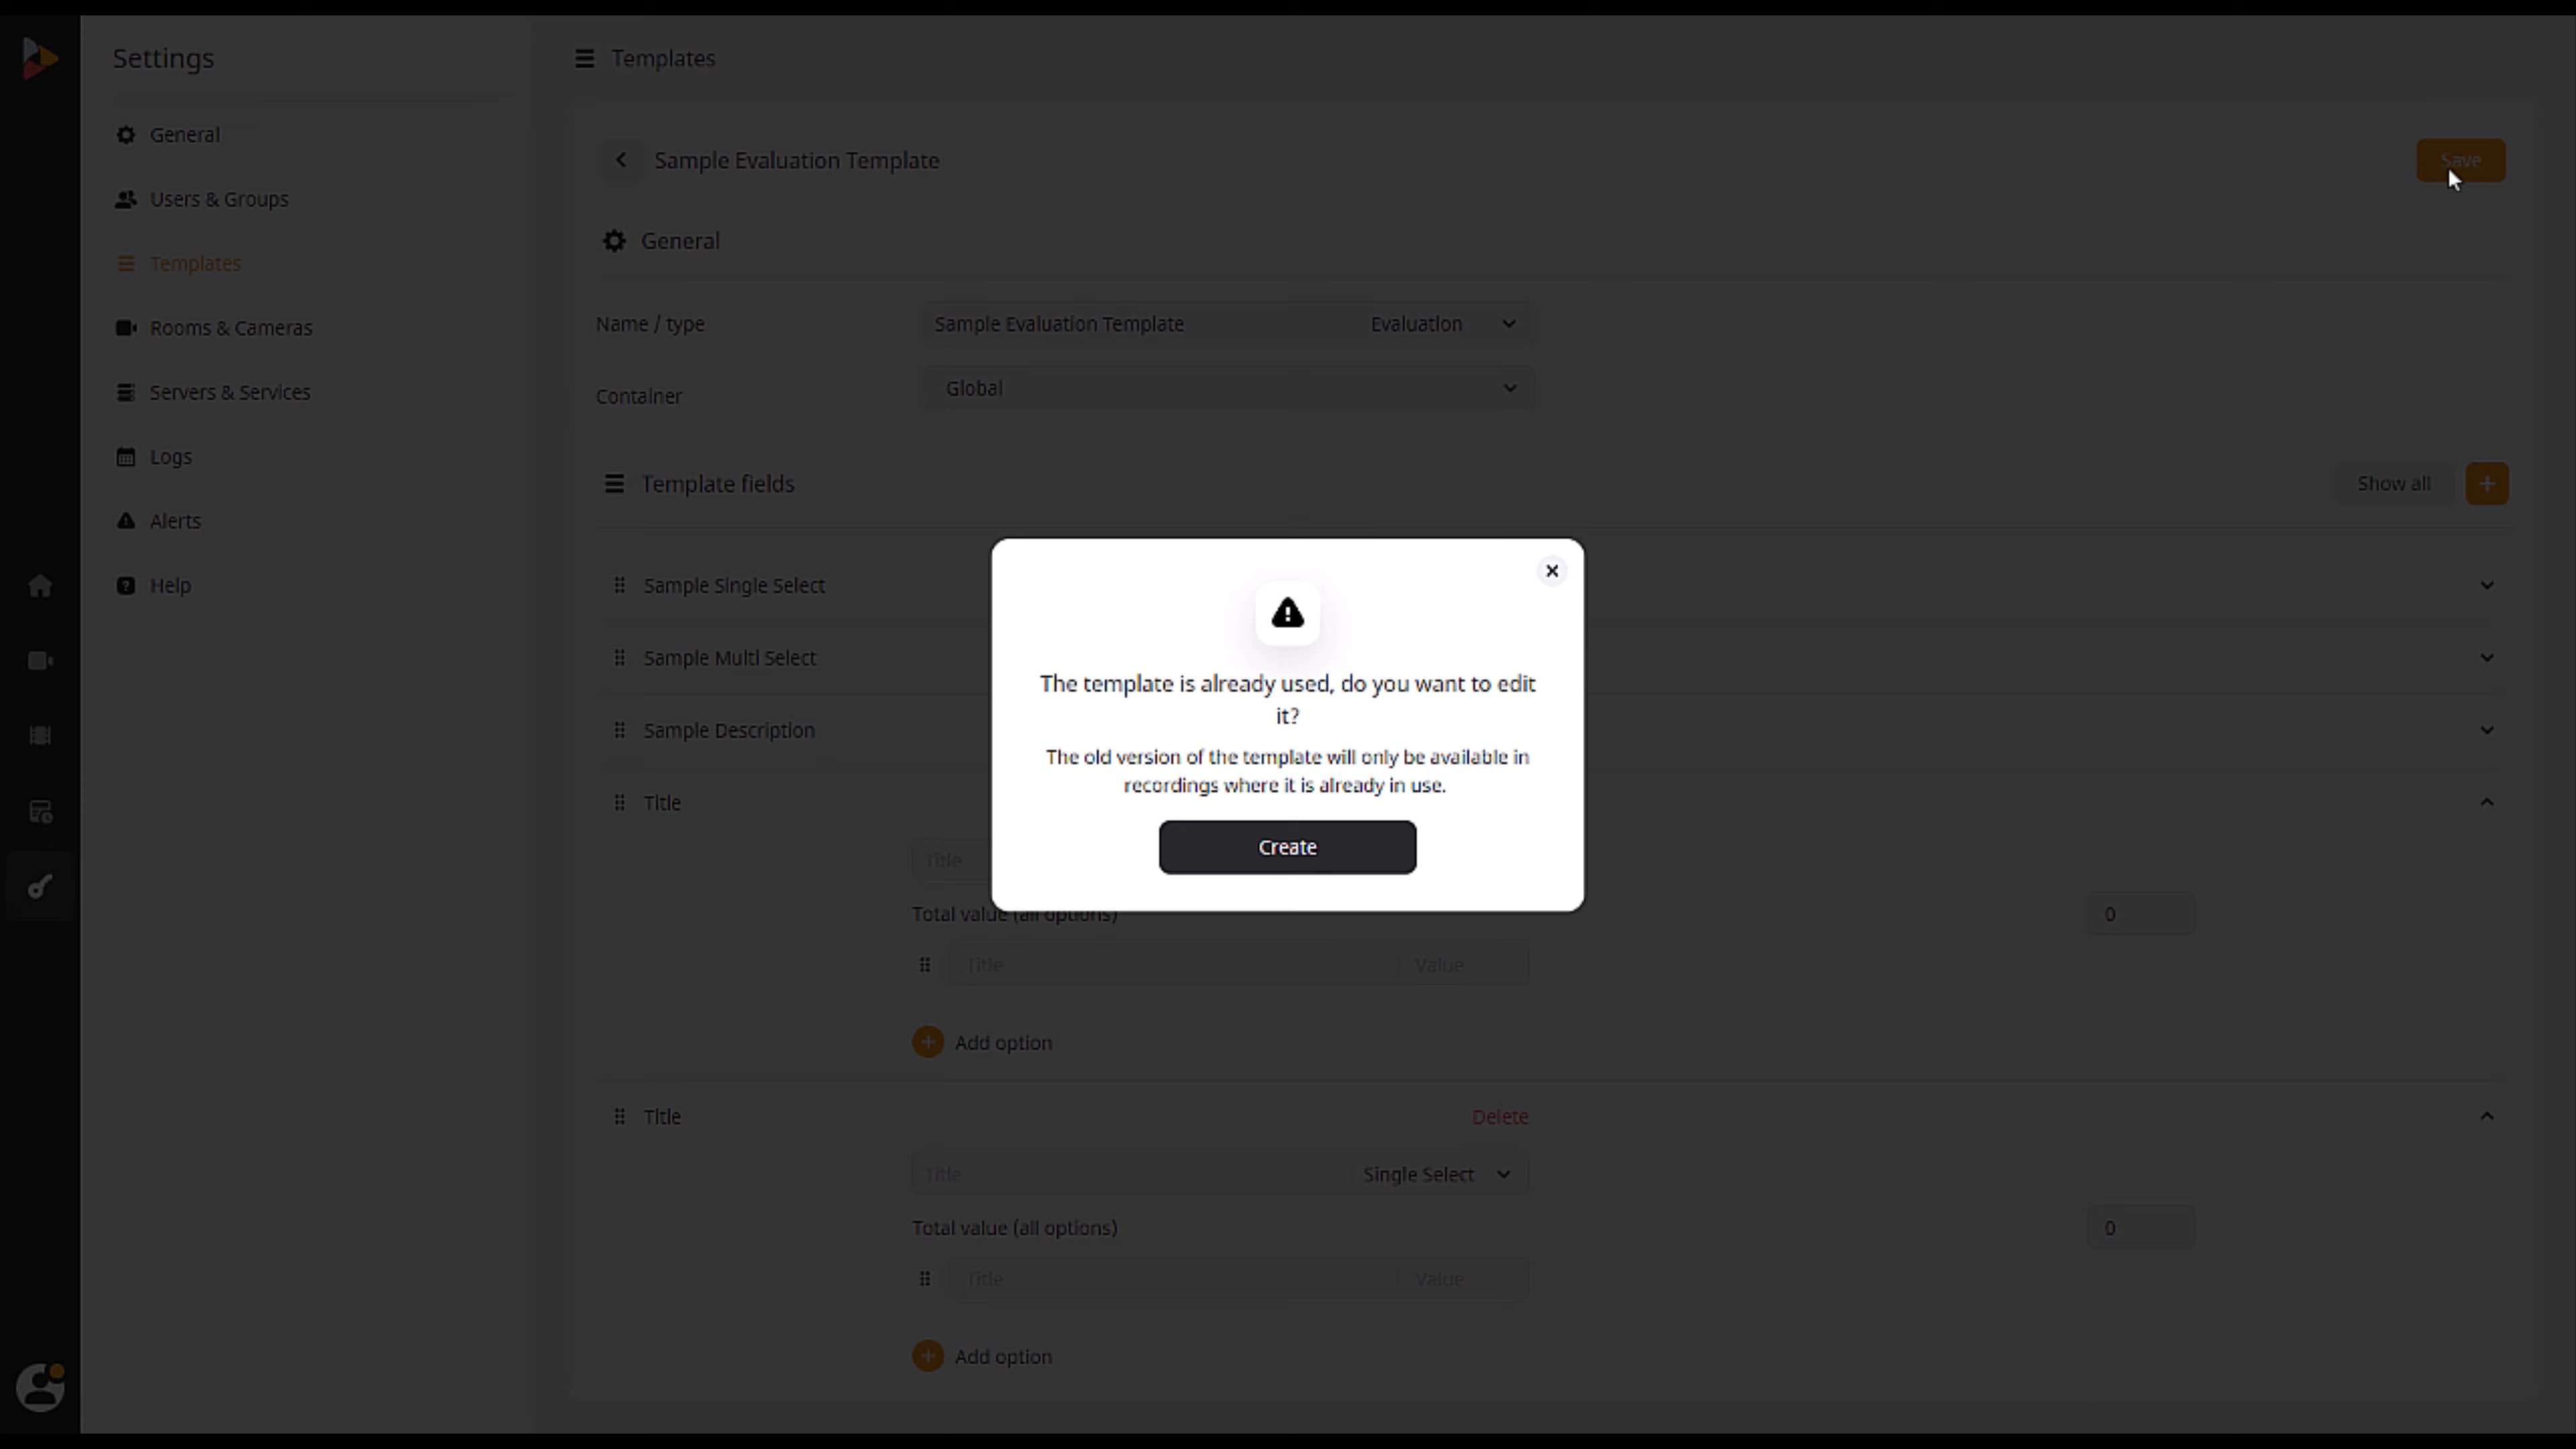 Settings
General
Users & Groups
Templates
Rooms & Cameras
Servers & Services
Logs
Alerts
Help
Templates
Sample Evaluation Template
Save
General
Name / type
Sample Evaluation Template
Evaluation
Container
Global
Template fields
Show all
Sample Single Select
Sample Multi Select
Sample Description
Title
Title
Total value (all options)
0
Title
Value
Add option
Title
Delete
Title
Single Select
Total value (all options)
0
Title
Value
Add option
The template is already used, do you want to edit
it?
The old version of the template will only be available in
recordings where it is already in use.
Create